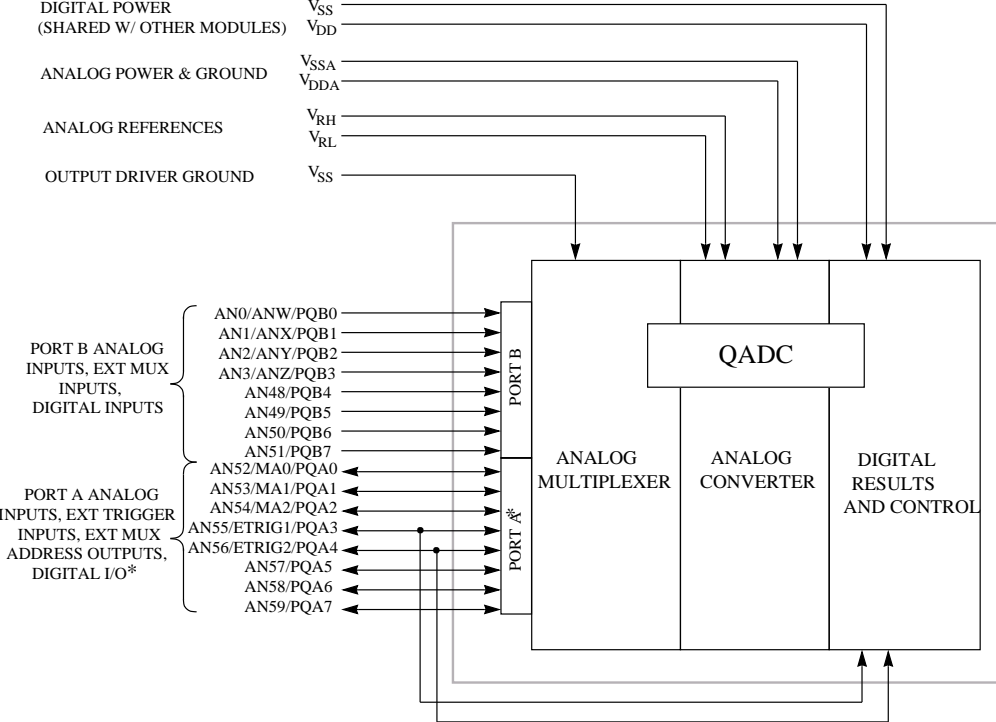 DIGITAL POWER
(SHARED W/ OTHER MODULES)
VSS
VDD
ANALOG POWER & GROUND
VSSA
VDDA
ANALOG REFERENCES
VRH
VRL
OUTPUT DRIVER GROUND
VSS
PORT B ANALOG
INPUTS, EXT MUX
INPUTS,
DIGITAL INPUTS
AN0/ANW/PQB0
AN1/ANX/PQB1
AN2/ANY/PQB2
AN3/ANZ/PQB3
AN48/PQB4
AN49/PQB5
AN50/PQB6
AN51/PQB7
PORT A ANALOG
INPUTS, EXT TRIGGER
INPUTS, EXT MUX
ADDRESS OUTPUTS,
DIGITAL I/O*
AN52/MA0/PQA0
AN53/MA1/PQA1
AN54/MA2/PQA2
AN55/ETRIG1/PQA3
AN56/ETRIG2/PQA4
AN57/PQA5
AN58/PQA6
AN59/PQA7
PORT B
PORT A*
QADC
ANALOG
MULTIPLEXER
ANALOG
CONVERTER
DIGITAL
RESULTS
AND CONTROL